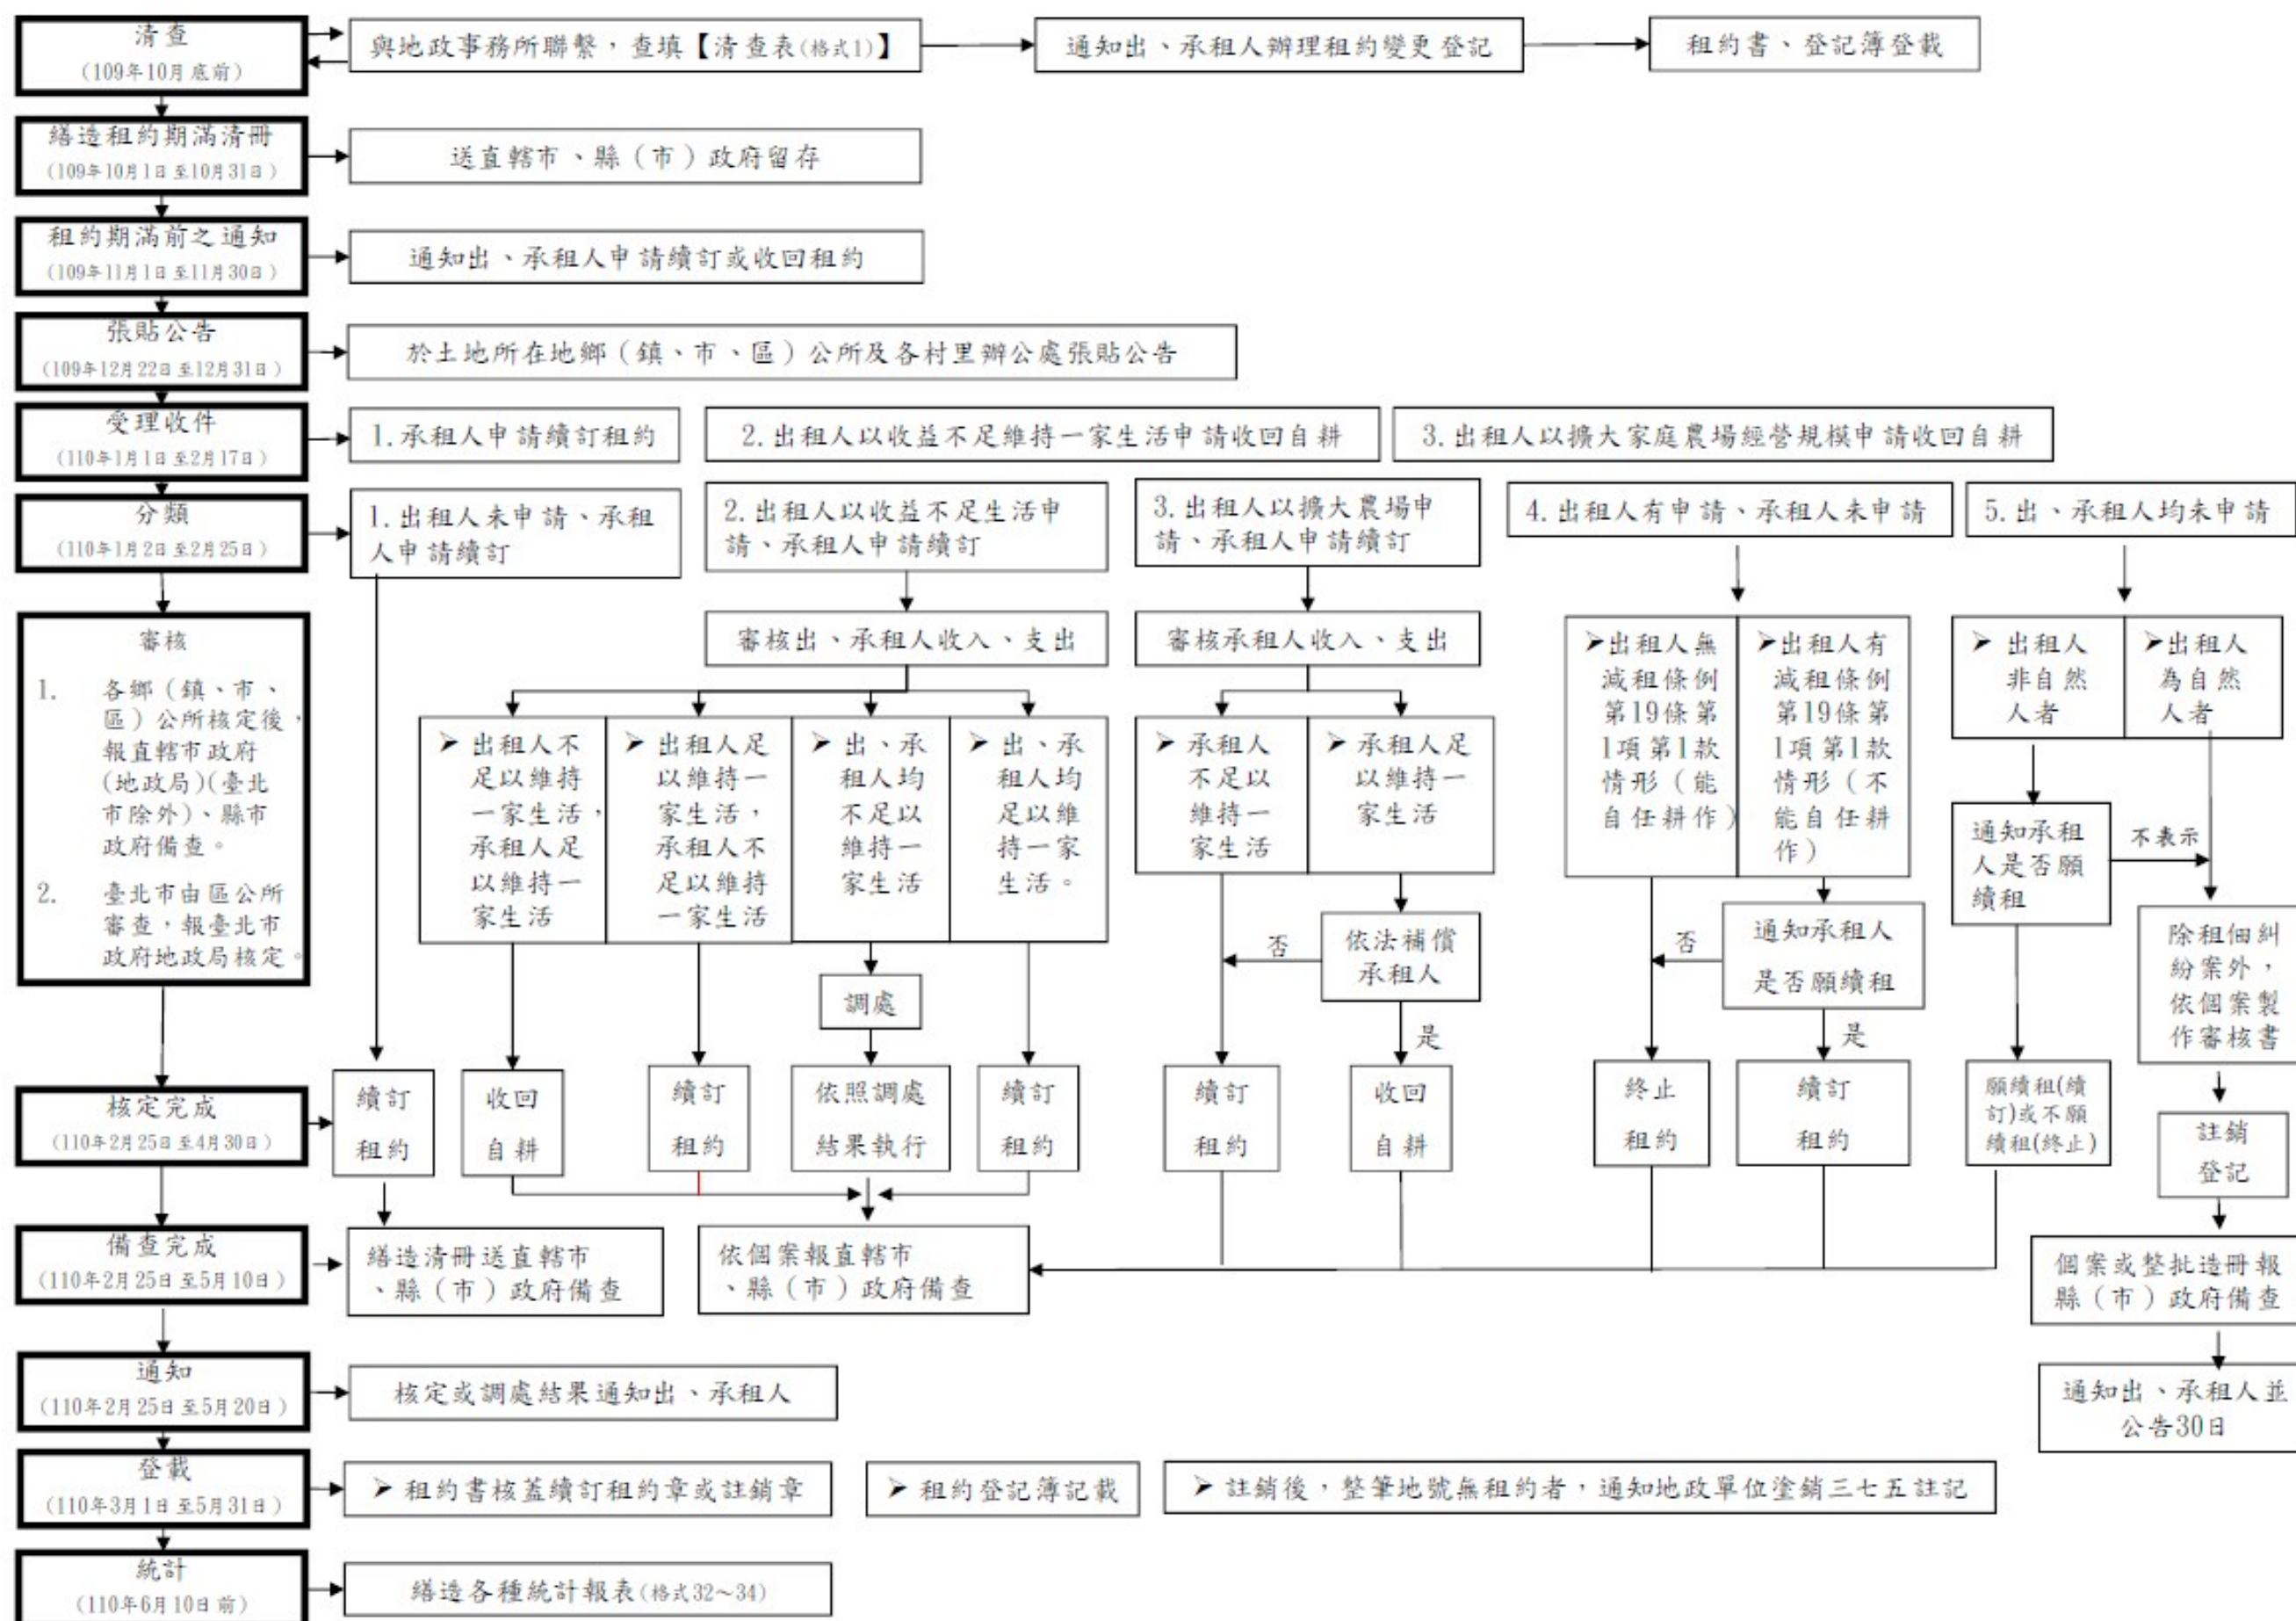 清查
(109年10月底前)
與地政事務所聯繫，查填【清查表(格式1)】
通知出、承租人辦理租約變更登記
租約書、登記簿登載
繕造租約期滿清冊
(109年10月1日至10月31日)
送直轄市、縣（市）政府留存
租約期滿前之通知
(109年11月1日至11月30日)
通知出、承租人申請續訂或收回租約
張貼公告
(109年12月22日至12月31日)
於土地所在地鄉（鎮、市、區）公所及各村里辦公處張貼公告
受理收件
(110年1月1日至2月17日)
1.承租人申請續訂租約
2.出租人以收益不足維持一家生活申請收回自耕
3.出租人以擴大家庭農場經營規模申請收回自耕
分類
(110年1月2日至2月25日)
1.出租人未申請、承租
人申請續訂
2.出租人以收益不足生活申
請、承租人申請續訂
3.出租人以擴大農場申
請、承租人申請續訂
4.出租人有申請、承租人未申請
5.出、承租人均未申請
審核
1. 各鄉（鎮、市、
區）公所核定後，
報直轄市政府
(地政局)(臺北
市除外)、縣市
政府備查。
2. 臺北市由區公所
審查，報臺北市
政府地政局核定。
審核出、承租人收入、支出
審核承租人收入、支出
➢ 出租人不
足以維持
一家生活，
承租人足
以維持一
家生活
➢ 出租人足
以維持一
家生活，
承租人不
足以維持
一家生活
➢ 出、承
租人均
不足以
維持一
家生活
➢ 出、承
租人均
足以維
持一家
生活。
➢ 承租人
不足以
維持一
家生活
➢ 承租人足
以維持一
家生活
➢出租人無
減租條例
第19條第
1項第1款
情形（能
自任耕作）
➢出租人有
減租條例
第19條第
1項第1款
情形（不
能自任耕
作）
➢ 出租人
非自然
人者
➢出租人
為自然
人者
調處
否
依法補償
承租人
是
否
通知承租人
是否願續租
是
通知承租
人是否願
續租
不表示
除租佃糾
紛案外，
依個案製
作審核書
核定完成
(110年2月25日至4月30日)
續訂
租約
收回
自耕
續訂
租約
依照調處
結果執行
續訂
租約
續訂
租約
收回
自耕
終止
租約
續訂
租約
願續租(續
訂)或不願
續租(終止)
註銷
登記
備查完成
(110年2月25日至5月10日)
繕造清冊送直轄市
、縣（市）政府備查
依個案報直轄市
、縣（市）政府備查
個案或整批造冊報
縣（市）政府備查
通知
(110年2月25日至5月20日)
核定或調處結果通知出、承租人
通知出、承租人並
公告30日
登載
(110年3月1日至5月31日)
➢ 租約書核蓋續訂租約章或註銷章
➢ 租約登記簿記載
➢ 註銷後，整筆地號無租約者，通知地政單位塗銷三七五註記
統計
(110年6月10日前)
繕造各種統計報表(格式32～34)